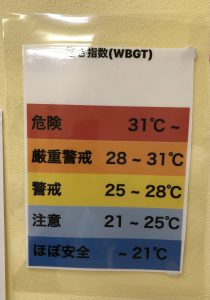 指数(WBGT)
危険 31℃ ~
厳重警戒 28 ~ 31℃
警戒 25 ~ 28℃
注意 21 ~ 25℃
ほぼ安全 ~ 21℃